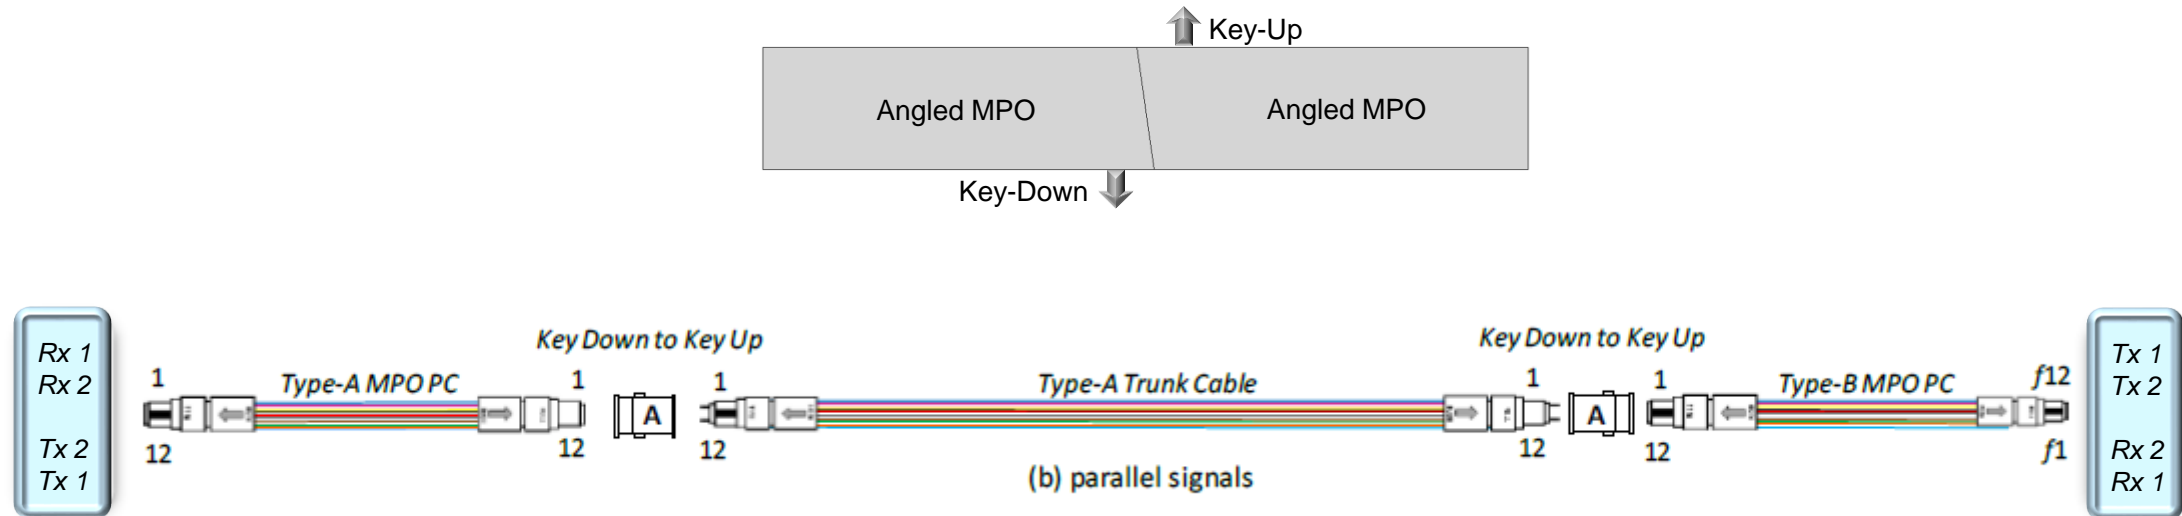 Key-Up
Angled MPO
Angled MPO
Key-Down
Rx 1
Rx 2
Tx 2
Tx 1
Key Down to Key Up
Key Down to Key Up
1
Type-A MPO PC
1
1
Type-A Trunk Cable
1
1
Type-B MPO PC
f12
A
A
12
12
12
12
12
f1
(b) parallel signals
Tx 1
Tx 2
Rx 2
Rx 1